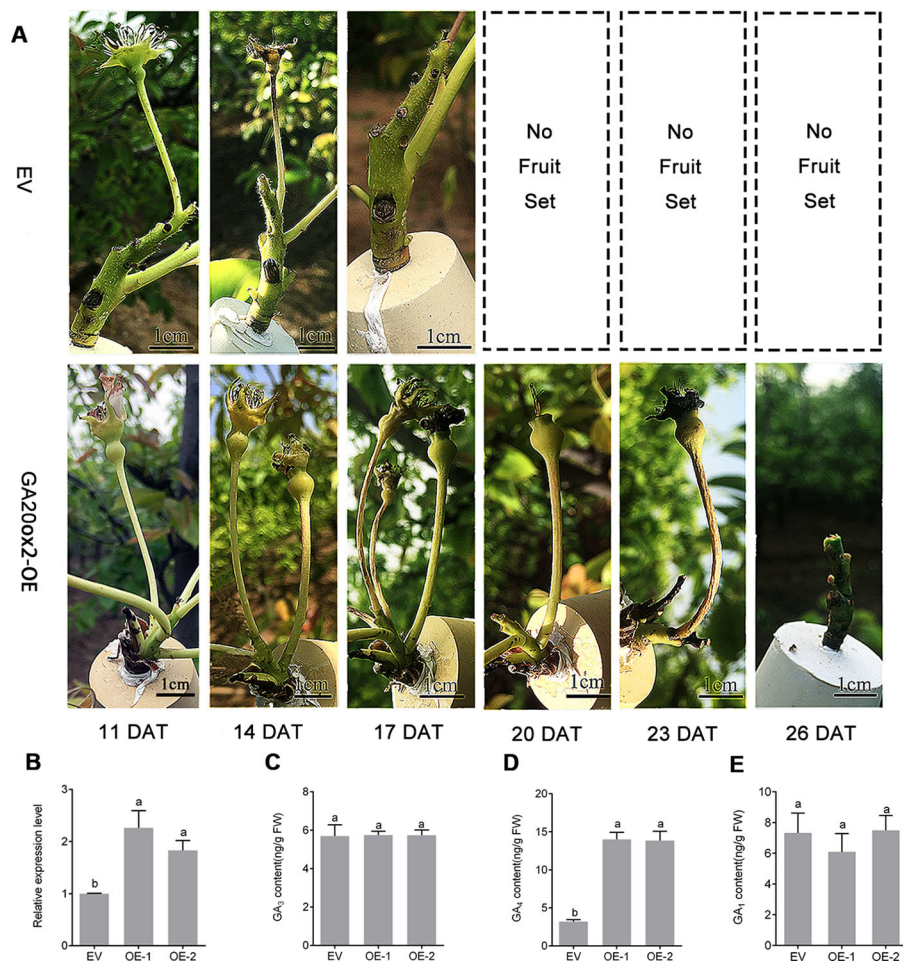 A
EV
No
Fruit
Set
No
Fruit
Set
No
Fruit
Set
1cm
1cm
1cm
GA20ox2-OE
1cm
1cm
1cm
1cm
1cm
1cm
11 DAT
14 DAT
17 DAT
20 DAT
23 DAT
26 DAT
B
Relative expression level
3
2
1
0
b
a
a
EV
OE-1
OE-2
C
GA₃ content(ng/g FW)
8
6
4
2
0
a
a
a
EV
OE-1
OE-2
D
GA₄ content(ng/g FW)
20
15
10
5
0
b
a
a
EV
OE-1
OE-2
E
GA₁ content(ng/g FW)
10
8
6
4
2
0
a
a
a
EV
OE-1
OE-2